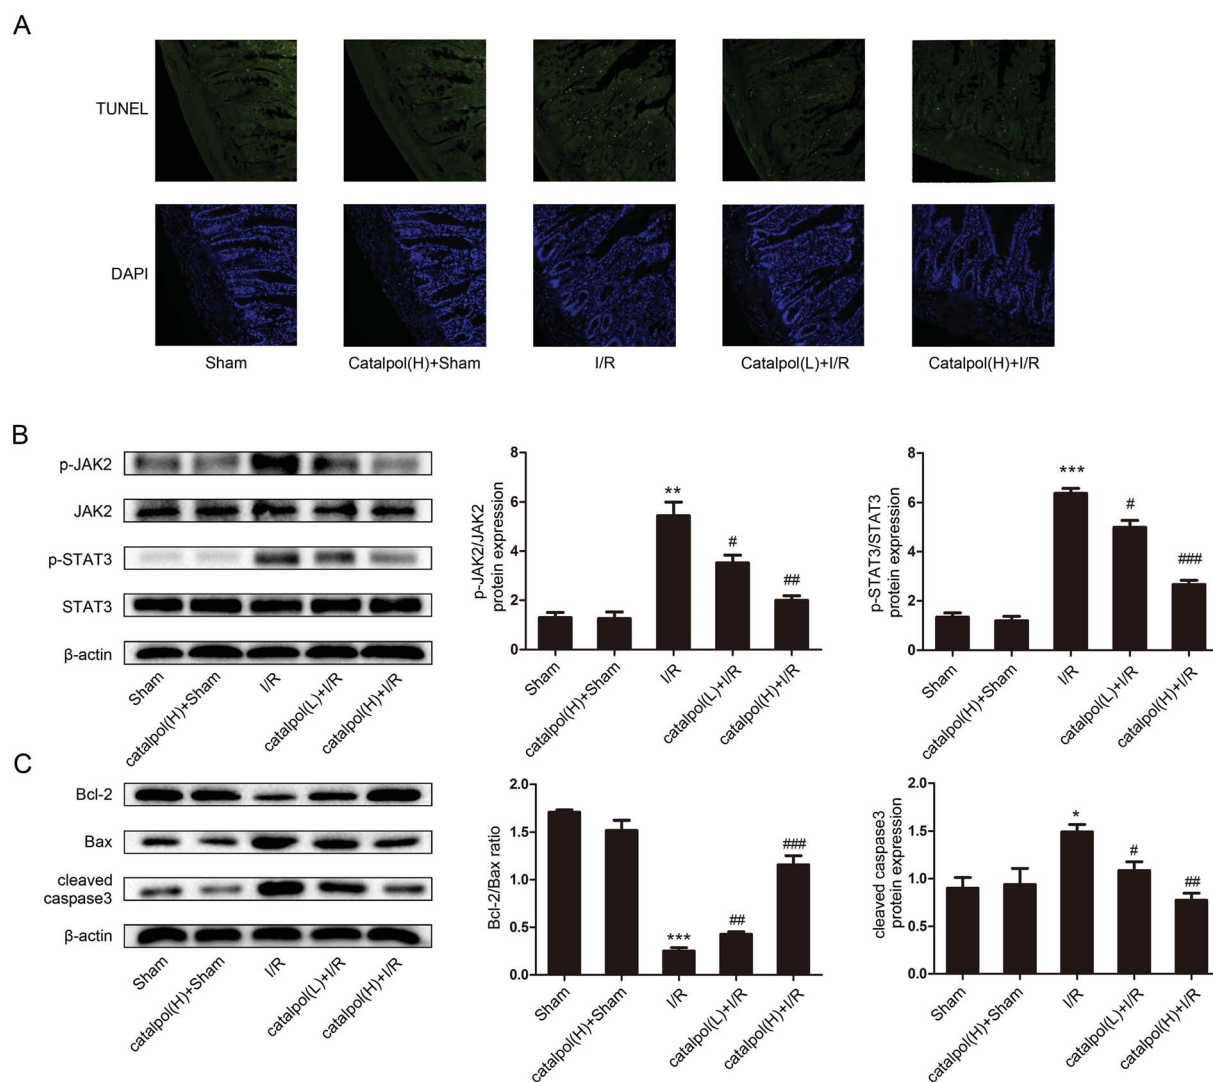 A
TUNEL
DAPI
Sham
Catalpol(H)+Sham
I/R
Catalpol(L)+I/R
Catalpol(H)+I/R
B
p-JAK2
JAK2
p-STAT3
STAT3
β-actin
Sham
catalpol(H)+Sham
I/R
catalpol(L)+I/R
catalpol(H)+I/R
p-JAK2/JAK2
protein expression
8
6
4
2
0
**
#
##
Sham
catalpol(H)+Sham
I/R
catalpol(L)+I/R
catalpol(H)+I/R
p-STAT3/STAT3
protein expression
8
6
4
2
0
***
#
###
Sham
catalpol(H)+Sham
I/R
catalpol(L)+I/R
catalpol(H)+I/R
C
Bcl-2
Bax
cleaved
caspase3
β-actin
Sham
catalpol(H)+Sham
I/R
catalpol(L)+I/R
catalpol(H)+I/R
Bcl-2/Bax ratio
2.0
1.5
1.0
0.5
0.0
***
##
###
Sham
catalpol(H)+Sham
I/R
catalpol(L)+I/R
catalpol(H)+I/R
cleaved caspase3
protein expression
2.0
1.5
1.0
0.5
0.0
*
#
##
Sham
catalpol(H)+Sham
I/R
catalpol(L)+I/R
catalpol(H)+I/R